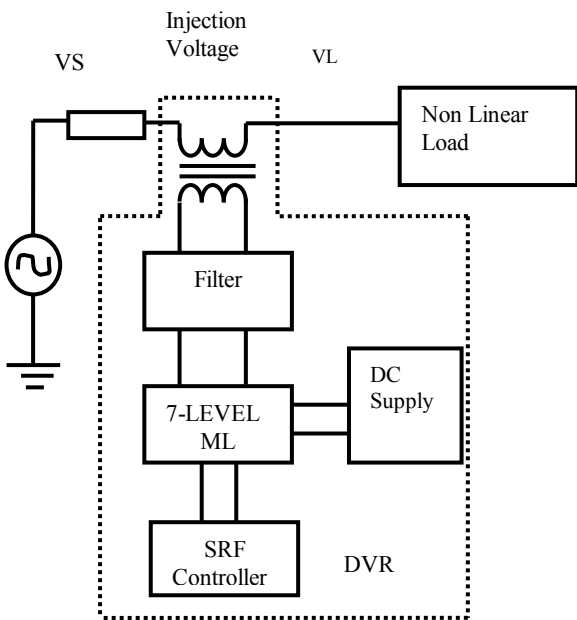 Injection
Voltage
VS
VL
Non Linear
Load
Filter
DC
Supply
7-LEVEL
ML
SRF
Controller
DVR